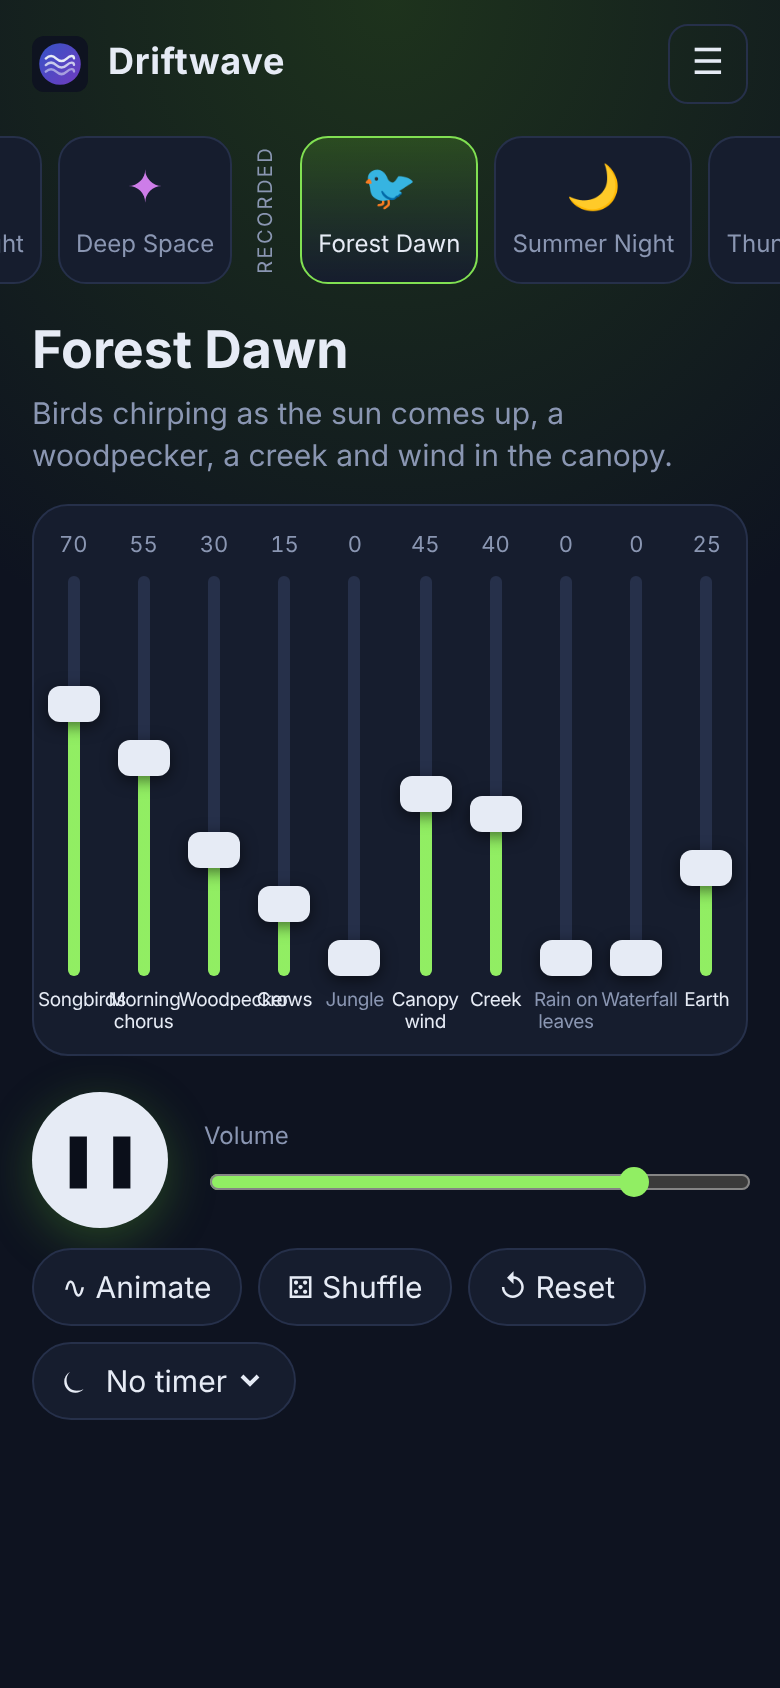 Driftwave
ght
Deep Space
RECORDED
Forest Dawn
Summer Night
Thun
Forest Dawn
Birds chirping as the sun comes up, a
woodpecker, a creek and wind in the canopy.
70 55 30 15 0 45 40 0 0 25
Songbirds Morning chorus Woodpecker Crows Jungle Canopy wind Creek Rain on leaves Waterfall Earth
Volume
Animate
Shuffle
Reset
No timer